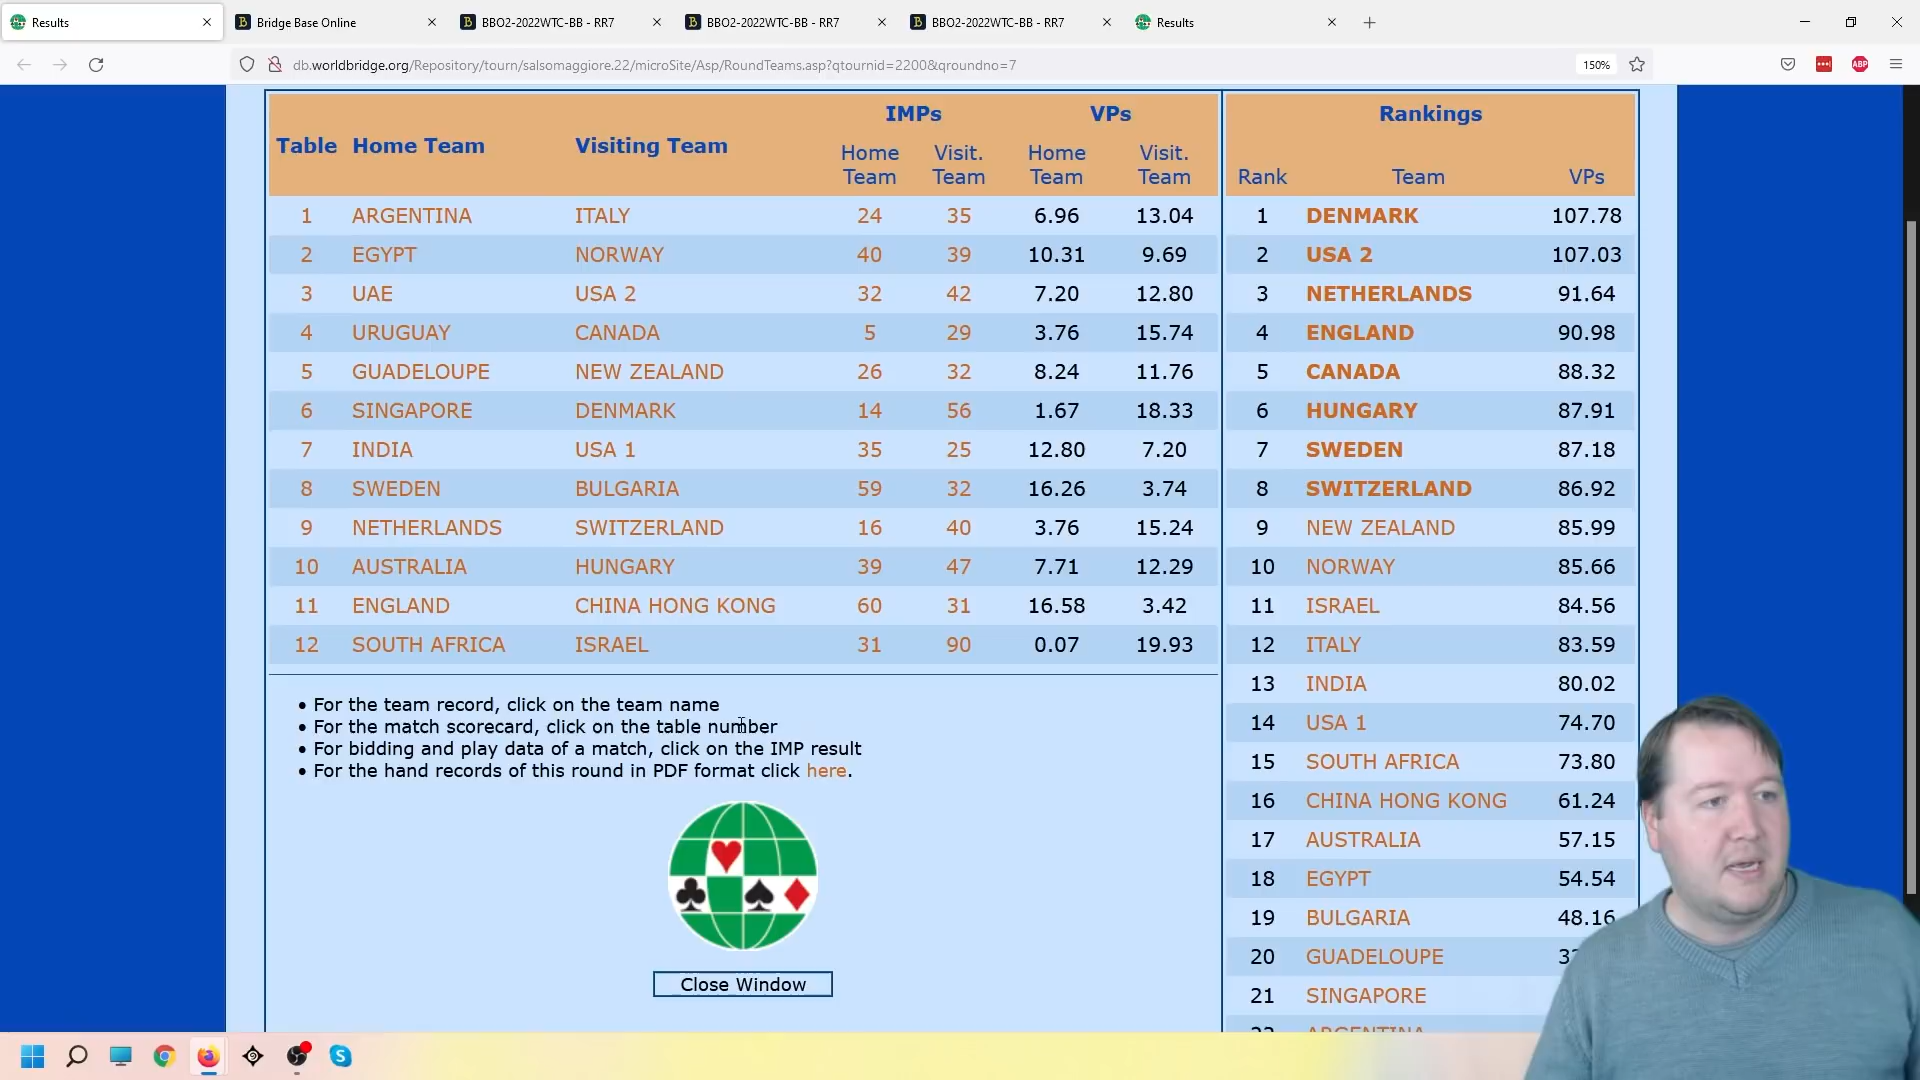 Results
Bridge Base Online
BBO2-2022WTC-BB - RR7
BBO2-2022WTC-BB - RR7
BBO2-2022WTC-BB - RR7
Results
db.worldbridge.org/Repository/tourn/salsomaggiore.22/microSite/Asp/RoundTeams.asp?qtournid=2200&qroundno=7
150%
ABP
IMPs VPs
Table Home Team Visiting Team Home Team Visit. Team Home Team Visit. Team
1 ARGENTINA ITALY 24 35 6.96 13.04
2 EGYPT NORWAY 40 39 10.31 9.69
3 UAE USA 2 32 42 7.20 12.80
4 URUGUAY CANADA 5 29 3.76 15.74
5 GUADELOUPE NEW ZEALAND 26 32 8.24 11.76
6 SINGAPORE DENMARK 14 56 1.67 18.33
7 INDIA USA 1 35 25 12.80 7.20
8 SWEDEN BULGARIA 59 32 16.26 3.74
9 NETHERLANDS SWITZERLAND 16 40 3.76 15.24
10 AUSTRALIA HUNGARY 39 47 7.71 12.29
11 ENGLAND CHINA HONG KONG 60 31 16.58 3.42
12 SOUTH AFRICA ISRAEL 31 90 0.07 19.93
• For the team record, click on the team name
• For the match scorecard, click on the table number
• For bidding and play data of a match, click on the IMP result
• For the hand records of this round in PDF format click here.
Close Window
Rankings
Rank Team VPs
1 DENMARK 107.78
2 USA 2 107.03
3 NETHERLANDS 91.64
4 ENGLAND 90.98
5 CANADA 88.32
6 HUNGARY 87.91
7 SWEDEN 87.18
8 SWITZERLAND 86.92
9 NEW ZEALAND 85.99
10 NORWAY 85.66
11 ISRAEL 84.56
12 ITALY 83.59
13 INDIA 80.02
14 USA 1 74.70
15 SOUTH AFRICA 73.80
16 CHINA HONG KONG 61.24
17 AUSTRALIA 57.15
18 EGYPT 54.54
19 BULGARIA 48.16
20 GUADELOUPE
21 SINGAPORE
22 ARGENTINA